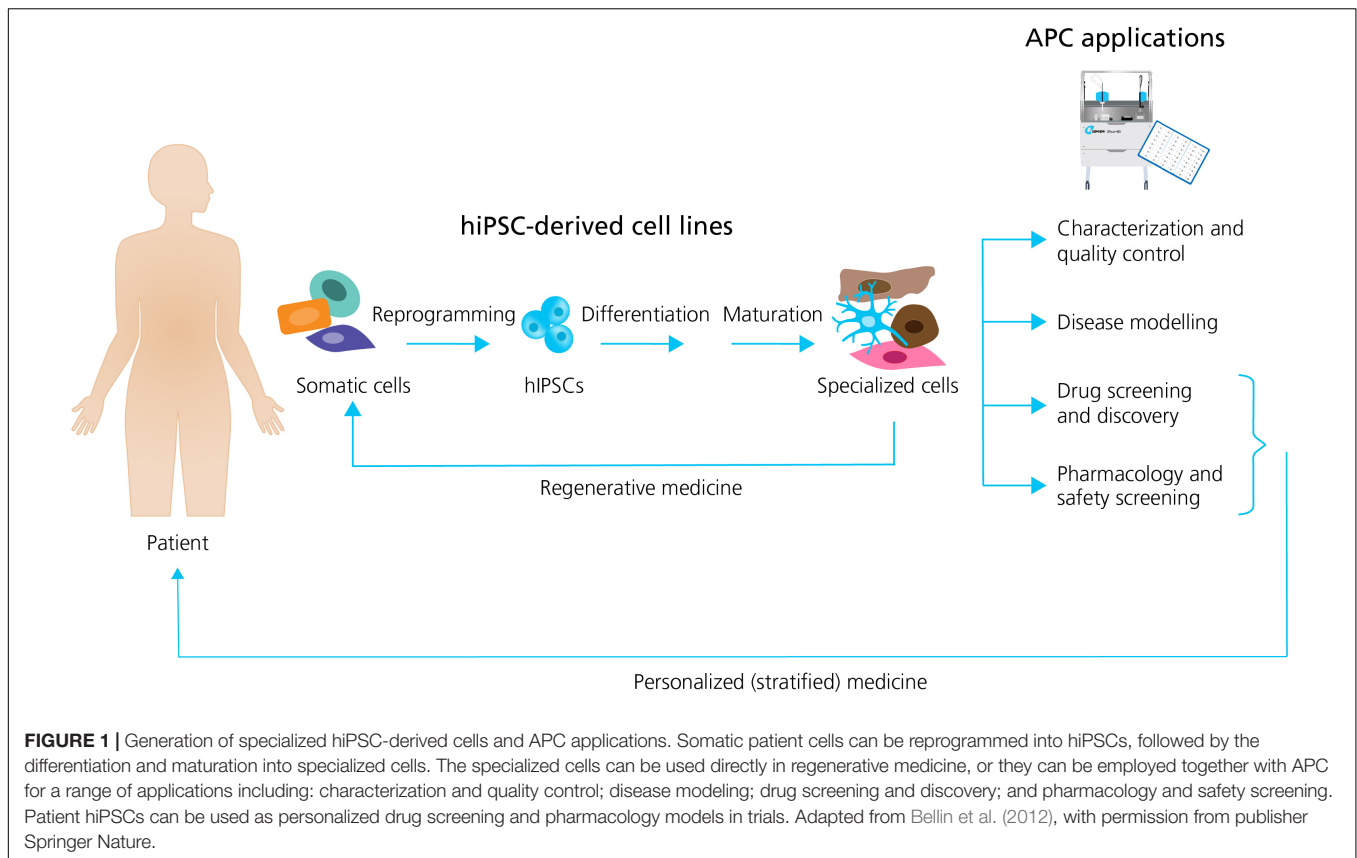 APC applications
hiPSC-derived cell lines
Reprogramming
Differentiation
Maturation
Somatic cells
hIPSCs
Specialized cells
Regenerative medicine
Characterization and
quality control
Disease modelling
Drug screening
and discovery
Pharmacology and
safety screening
Patient
Personalized (stratified) medicine
FIGURE 1 | Generation of specialized hiPSC-derived cells and APC applications. Somatic patient cells can be reprogrammed into hiPSCs, followed by the
differentiation and maturation into specialized cells. The specialized cells can be used directly in regenerative medicine, or they can be employed together with APC
for a range of applications including: characterization and quality control; disease modeling; drug screening and discovery; and pharmacology and safety screening.
Patient hiPSCs can be used as personalized drug screening and pharmacology models in trials. Adapted from Bellin et al. (2012), with permission from publisher
Springer Nature.